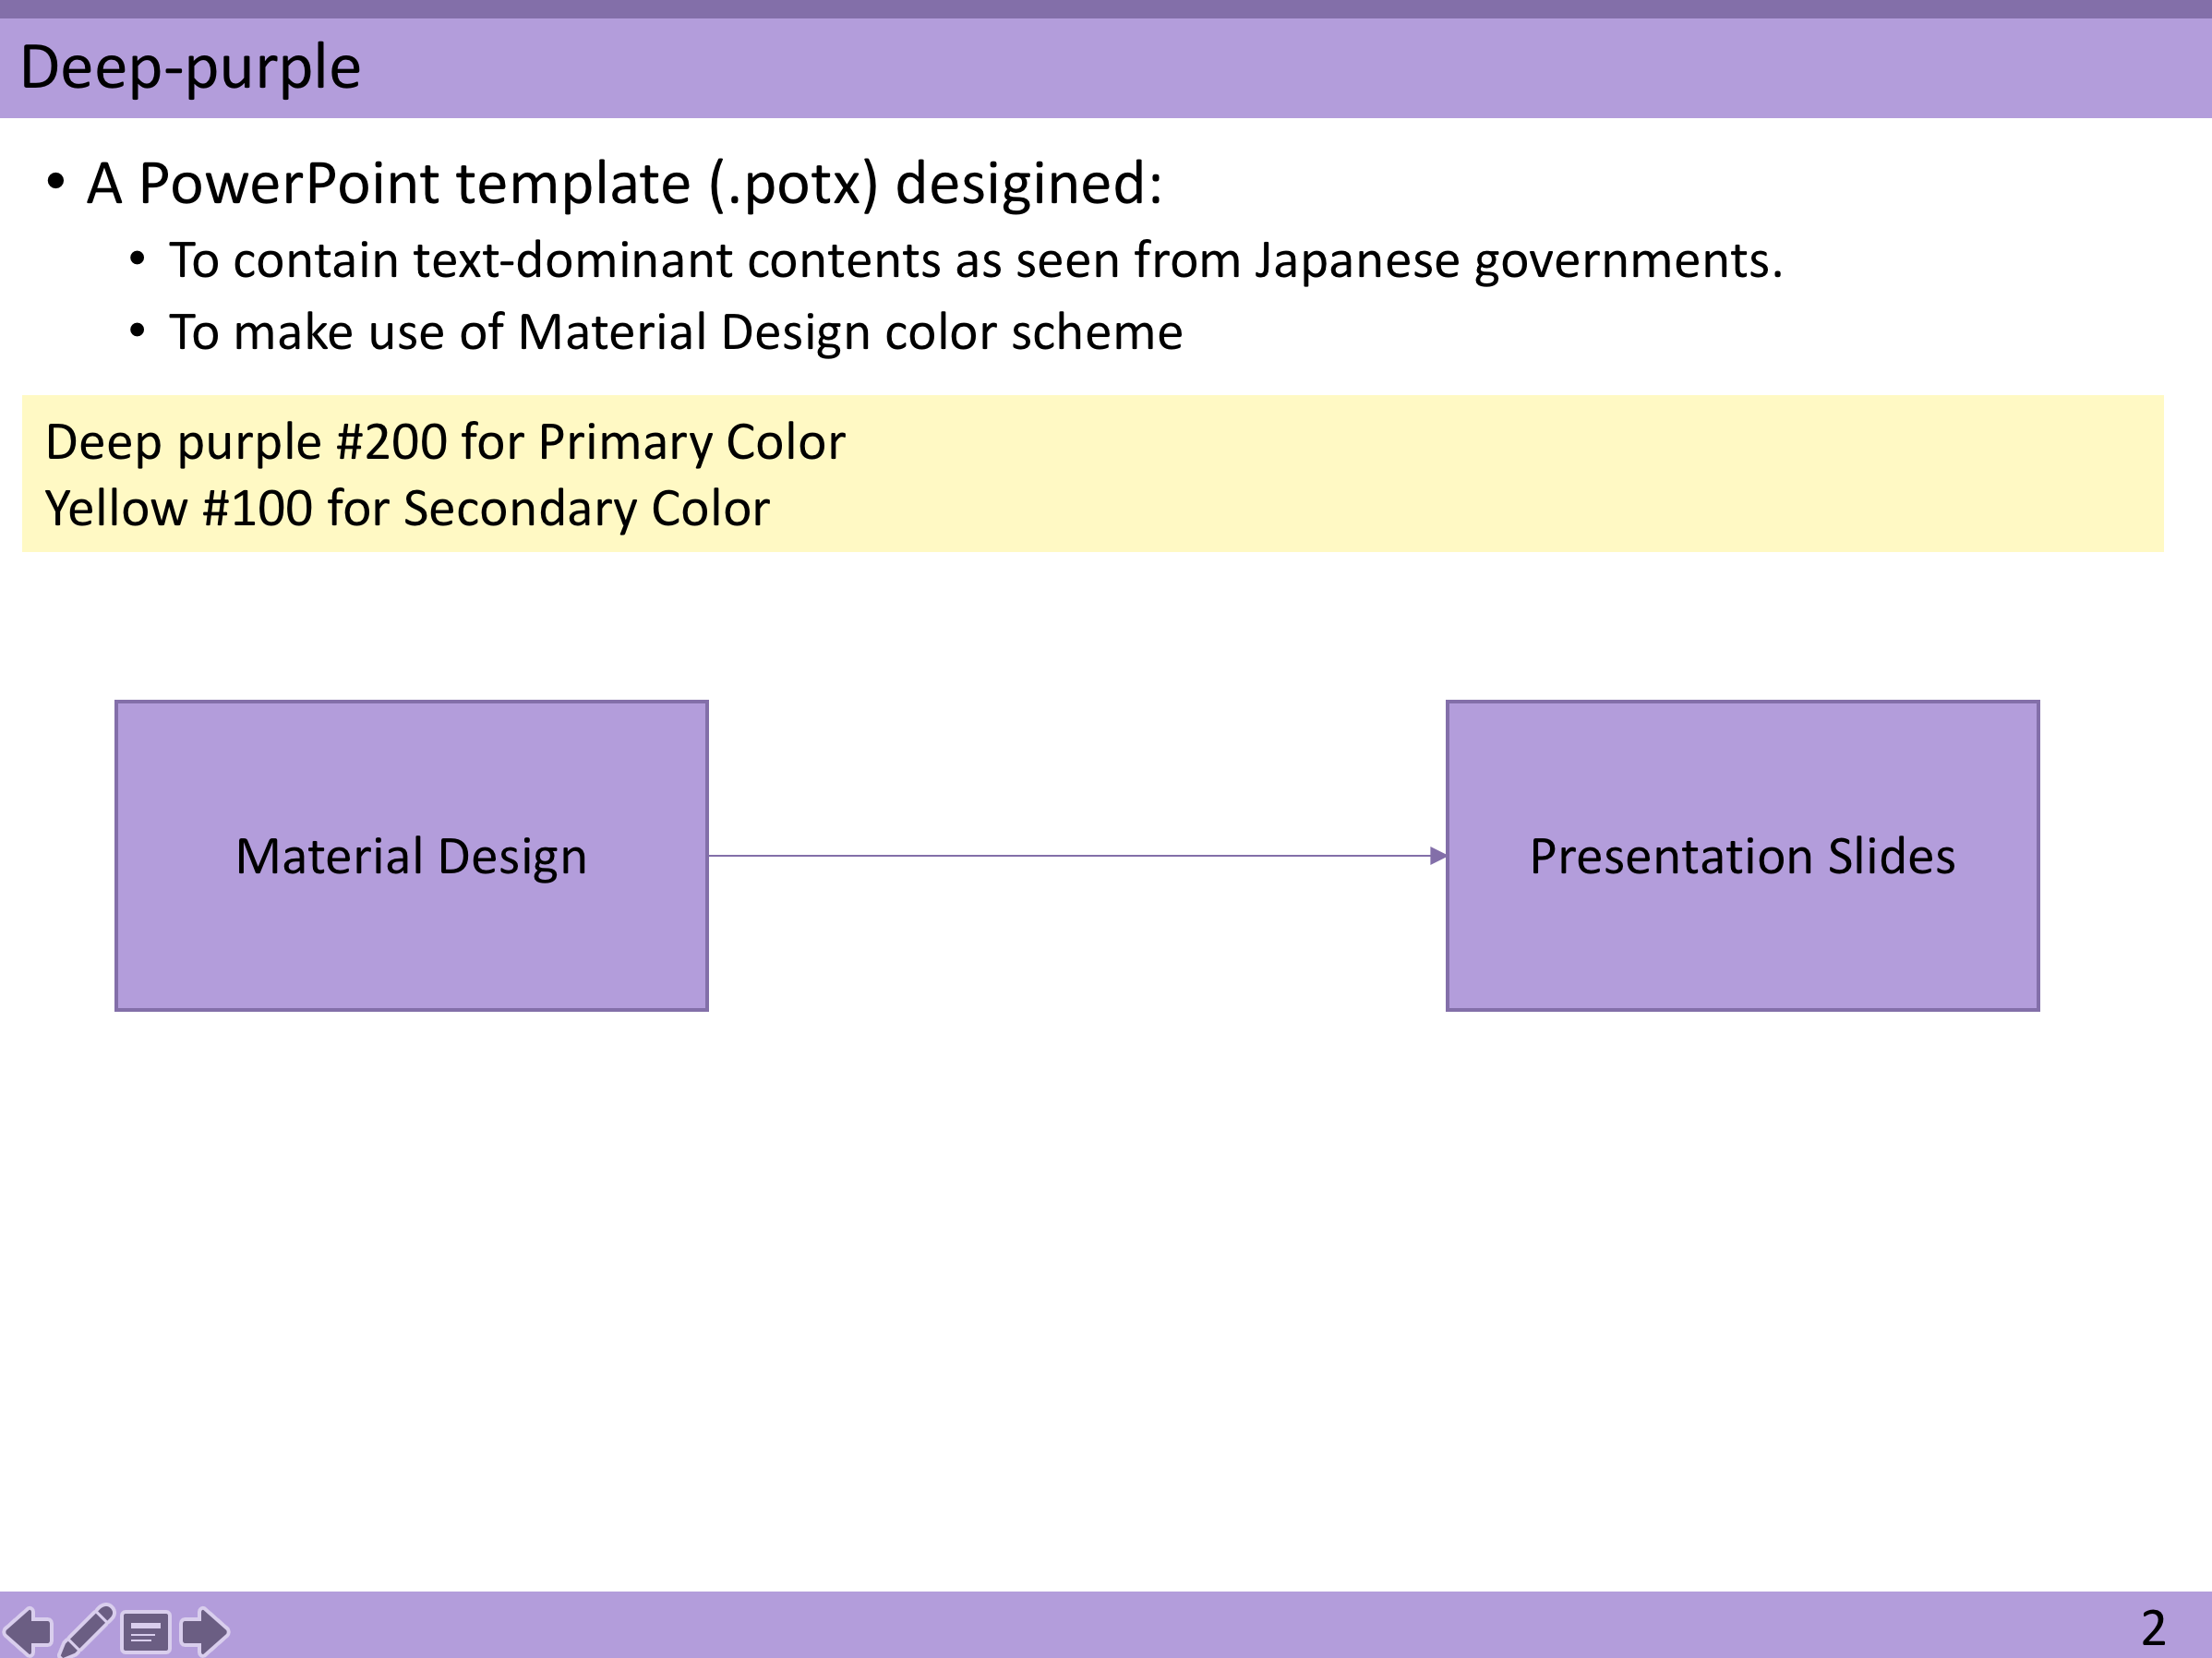 Deep-purple
• A PowerPoint template (.potx) desigined:
• To contain text-dominant contents as seen from Japanese governments.
• To make use of Material Design color scheme
Deep purple #200 for Primary Color
Yellow #100 for Secondary Color
Material Design
Presentation Slides
2